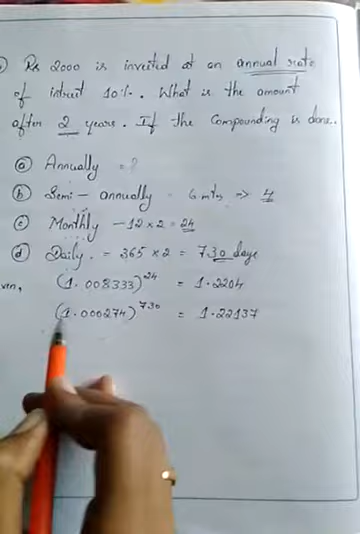 Rs 2000 is invested at an annual rate
of intrest 10%. What is the amount
after 2 years. If the Compounding is done.
ⓐ Annually = ?
ⓑ Semi-annually - 6 mths => 4
ⓒ Monthly - 12 x 2 = 24
ⓓ Daily. = 365 x 2 = 730 days
ven, (1.008333)^24 = 1.2204
(1.000274)^730 = 1.22137